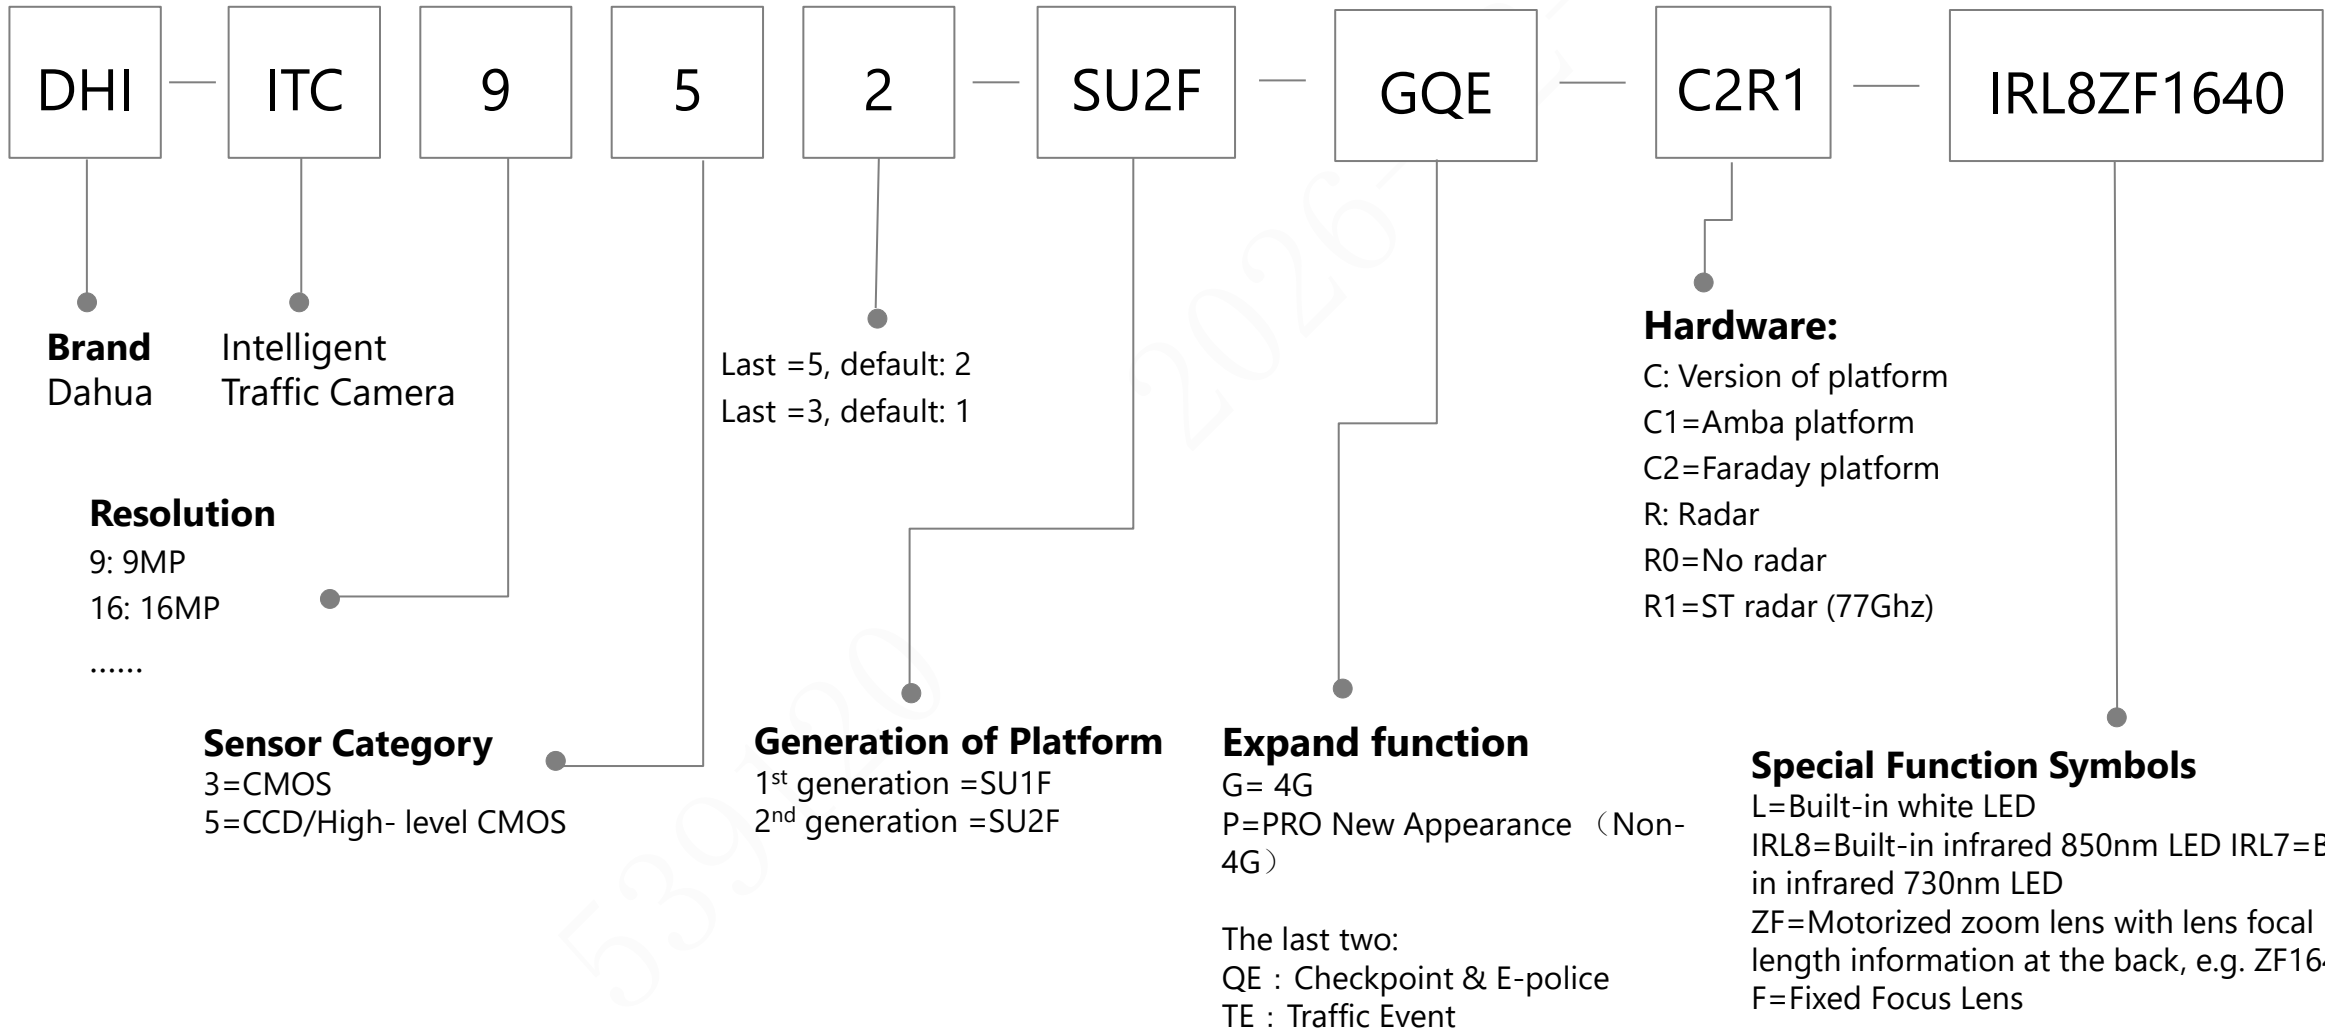 DHI — ITC 9 5 2 — SU2F — GQE — C2R1 — IRL8ZF1640
Brand
Dahua
Intelligent
Traffic Camera
Resolution
9: 9MP
16: 16MP
......
Sensor Category
3=CMOS
5=CCD/High- level CMOS
Last =5, default: 2
Last =3, default: 1
Generation of Platform
1st generation =SU1F
2nd generation =SU2F
Expand function
G= 4G
P=PRO New Appearance （Non-
4G）
The last two:
QE：Checkpoint & E-police
TE：Traffic Event
Hardware:
C: Version of platform
C1=Amba platform
C2=Faraday platform
R: Radar
R0=No radar
R1=ST radar (77Ghz)
Special Function Symbols
L=Built-in white LED
IRL8=Built-in infrared 850nm LED IRL7=
in infrared 730nm LED
ZF=Motorized zoom lens with lens focal
length information at the back, e.g.
F=Fixed Focus Lens
539120
2026-